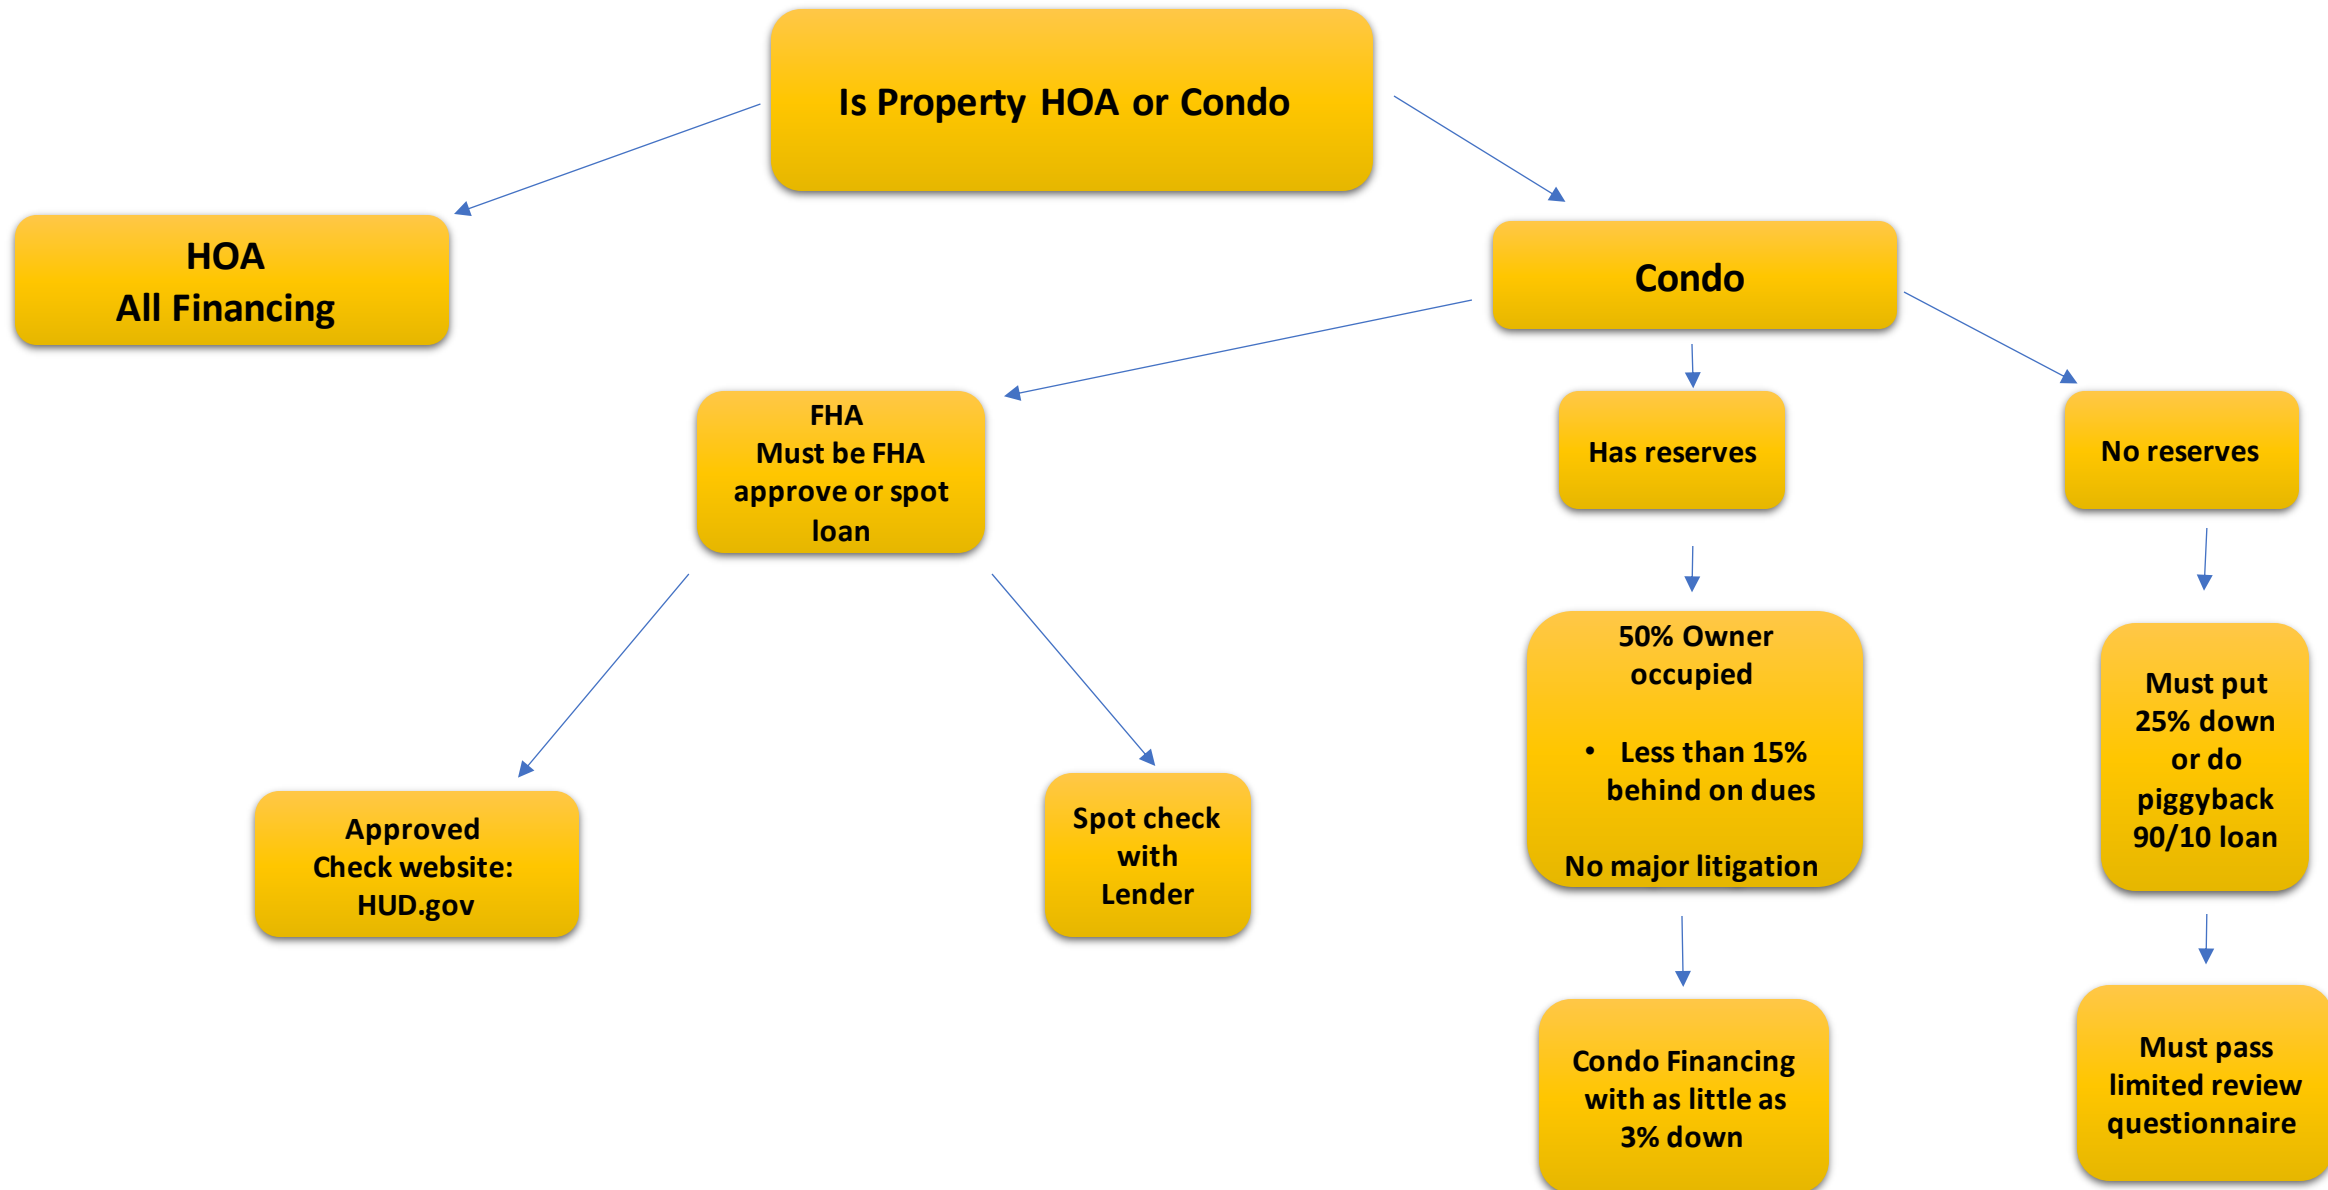 Is Property HOA or Condo
HOA
All Financing
Condo
FHA
Must be FHA
approve or spot
loan
Has reserves
No reserves
50% Owner
occupied
• Less than 15%
behind on dues
No major litigation
Must put
25% down
or do
piggyback
90/10 loan
Approved
Check website:
HUD.gov
Spot check
with
Lender
Condo Financing
with as little as
3% down
Must pass
limited review
questionnaire